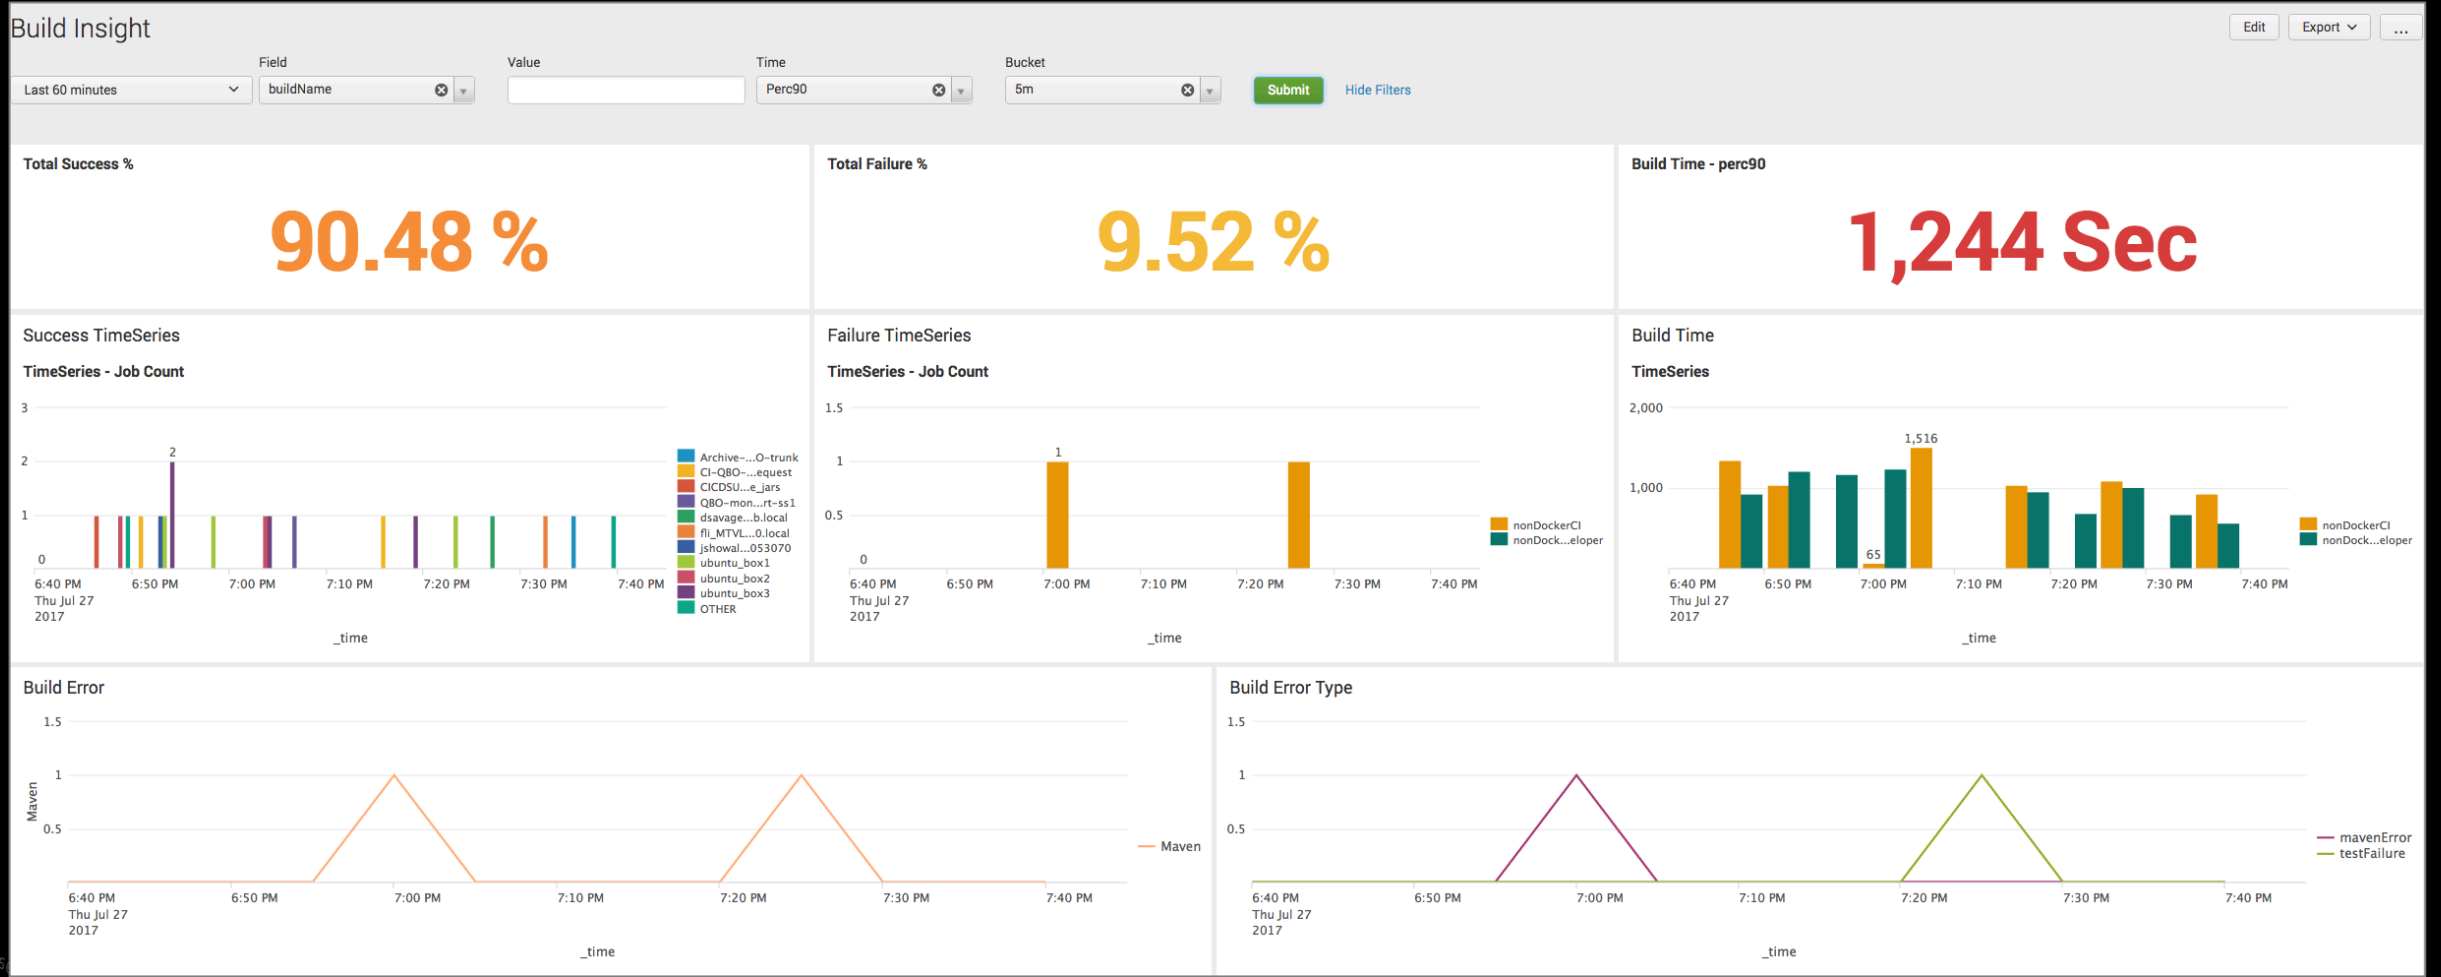 Build Insight
Edit
Export
...
Field
Value
Time
Bucket
Last 60 minutes
buildName
Perc90
5m
Submit
Hide Filters
Total Success %
90.48 %
Total Failure %
9.52 %
Build Time - perc90
1,244 Sec
Success TimeSeries
TimeSeries - Job Count
3
2
1
0
2
6:40 PM
Thu Jul 27
2017
6:50 PM
7:00 PM
7:10 PM
7:20 PM
7:30 PM
7:40 PM
_time
Archive-...O-trunk
CI-QBO-...equest
CICDSU...e_jars
QBO-mon...rt-ss1
dsavage...b.local
fli_MTVL...0.local
jshowal...053070
ubuntu_box1
ubuntu_box2
ubuntu_box3
OTHER
Failure TimeSeries
TimeSeries - Job Count
1.5
1
0.5
0
1
6:40 PM
Thu Jul 27
2017
6:50 PM
7:00 PM
7:10 PM
7:20 PM
7:30 PM
7:40 PM
_time
nonDockerCI
nonDock...eloper
Build Time
TimeSeries
2,000
1,000
1,516
65
6:40 PM
Thu Jul 27
2017
6:50 PM
7:00 PM
7:10 PM
7:20 PM
7:30 PM
7:40 PM
_time
nonDockerCI
nonDock...eloper
Build Error
1.5
1
0.5
Maven
6:40 PM
Thu Jul 27
2017
6:50 PM
7:00 PM
7:10 PM
7:20 PM
7:30 PM
7:40 PM
_time
Maven
Build Error Type
1.5
1
0.5
6:40 PM
Thu Jul 27
2017
6:50 PM
7:00 PM
7:10 PM
7:20 PM
7:30 PM
7:40 PM
_time
mavenError
testFailure